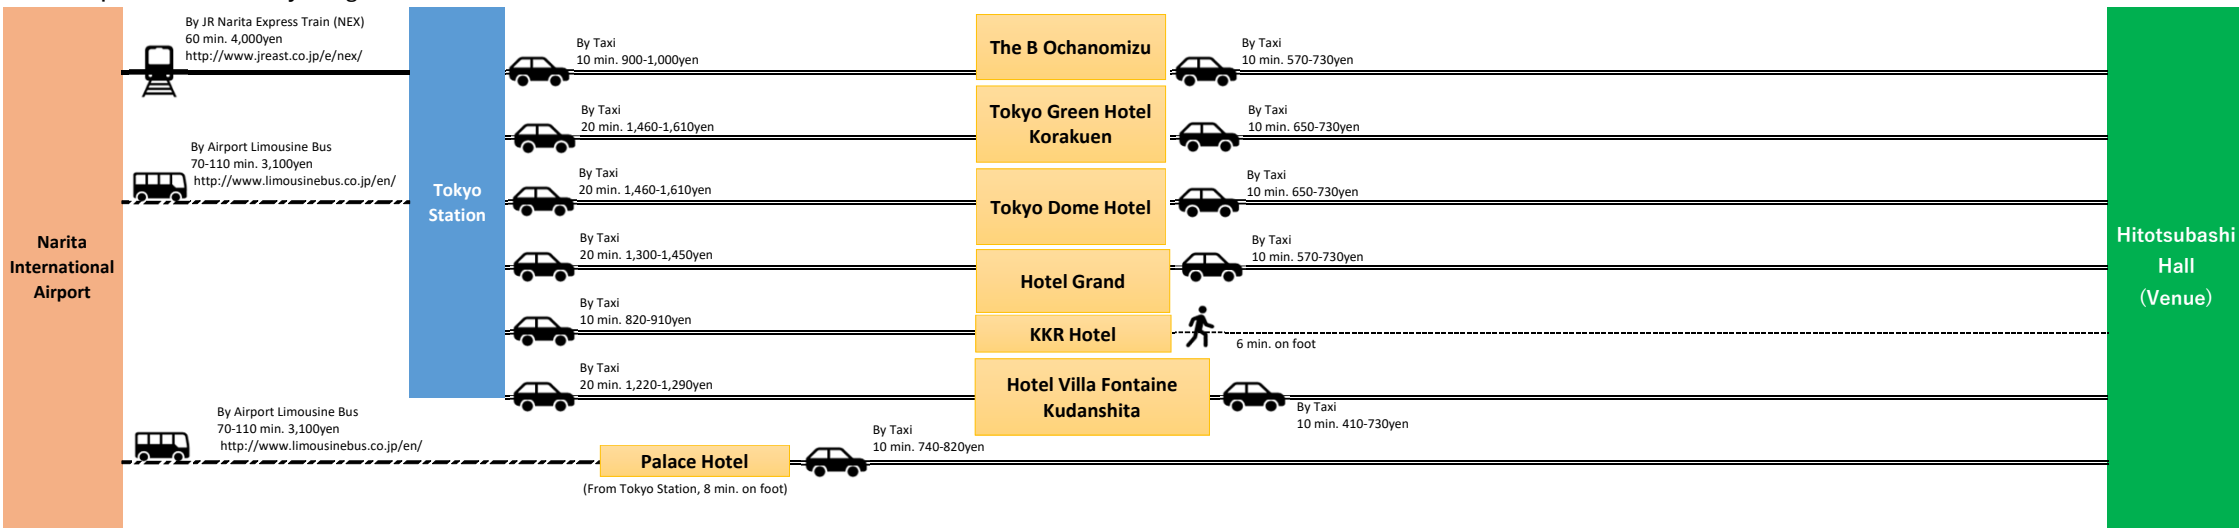 By JR Narita Express Train (NEX)
60 min. 4,000yen
http://www.jreast.co.jp/e/nex/
By Airport Limousine Bus
70-110 min. 3,100yen
http://www.limousinebus.co.jp/en/
By Airport Limousine Bus
70-110 min. 3,100yen
http://www.limousinebus.co.jp/en/
Narita
International
Airport
Tokyo
Station
By Taxi
10 min. 900-1,000yen
The B Ochanomizu
By Taxi
10 min. 570-730yen
By Taxi
20 min. 1,460-1,610yen
Tokyo Green Hotel
Korakuen
By Taxi
10 min. 650-730yen
By Taxi
20 min. 1,460-1,610yen
Tokyo Dome Hotel
By Taxi
10 min. 650-730yen
By Taxi
20 min. 1,300-1,450yen
Hotel Grand
By Taxi
10 min. 570-730yen
By Taxi
10 min. 820-910yen
KKR Hotel
6 min. on foot
By Taxi
20 min. 1,220-1,290yen
Hotel Villa Fontaine
Kudanshita
By Taxi
10 min. 410-730yen
Palace Hotel
(From Tokyo Station, 8 min. on foot)
By Taxi
10 min. 740-820yen
Hitotsubashi
Hall
(Venue)